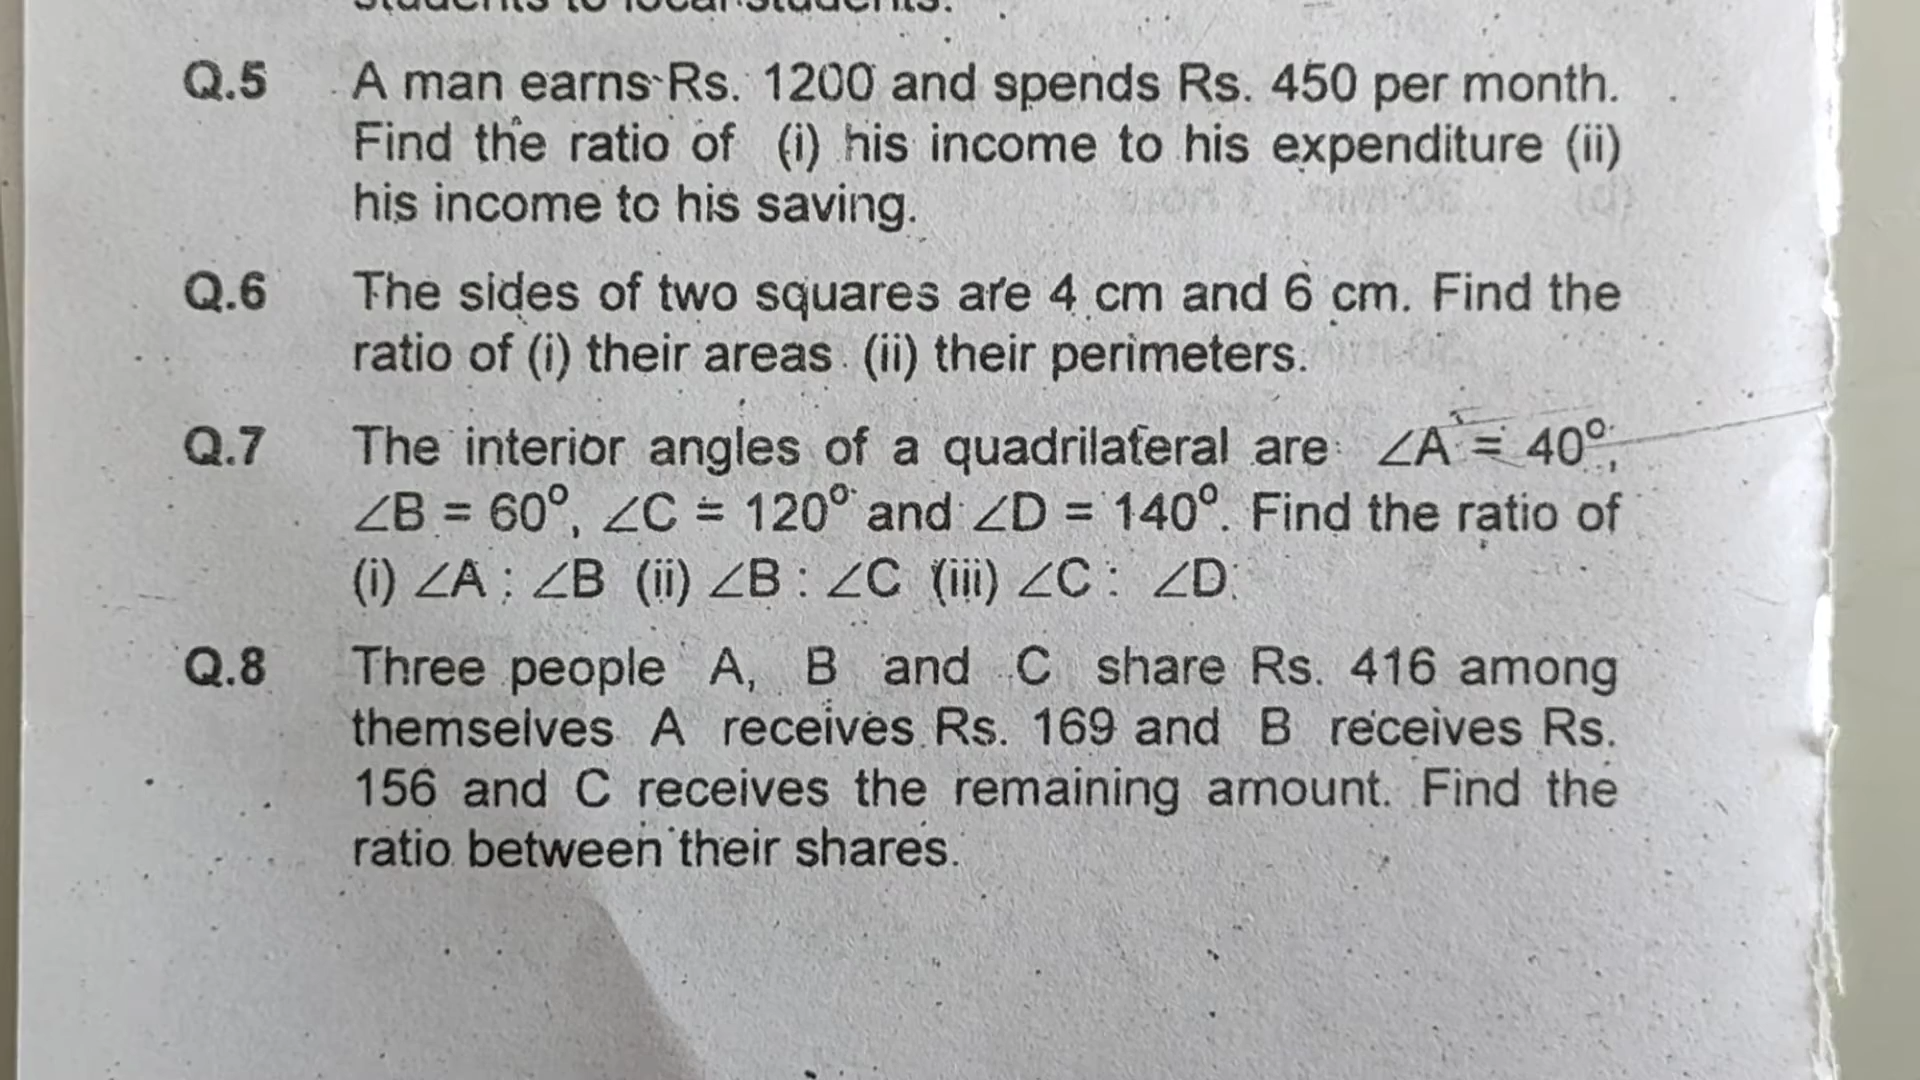 students to local students.
Q.5 A man earns Rs. 1200 and spends Rs. 450 per month.
Find the ratio of (i) his income to his expenditure (ii)
his income to his saving.
Q.6 The sides of two squares are 4 cm and 6 cm. Find the
ratio of (i) their areas (ii) their perimeters.
Q.7 The interior angles of a quadrilateral are ∠A = 40°,
∠B = 60°, ∠C = 120° and ∠D = 140°. Find the ratio of
(i) ∠A : ∠B (ii) ∠B : ∠C (iii) ∠C : ∠D
Q.8 Three people A, B and C share Rs. 416 among
themselves A receives Rs. 169 and B receives Rs.
156 and C receives the remaining amount. Find the
ratio between their shares.